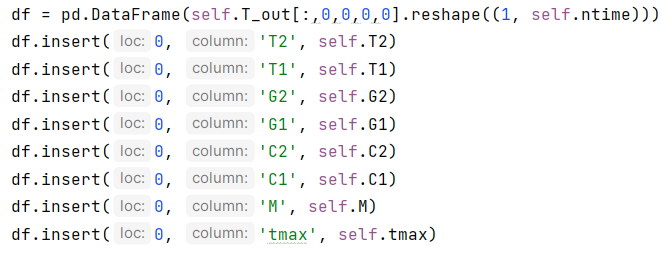 df = pd.DataFrame(self.T_out[:,0,0,0,0].reshape((1, self.ntime)))
df.insert( loc: 0, column: 'T2', self.T2)
df.insert( loc: 0, column: 'T1', self.T1)
df.insert( loc: 0, column: 'G2', self.G2)
df.insert( loc: 0, column: 'G1', self.G1)
df.insert( loc: 0, column: 'C2', self.C2)
df.insert( loc: 0, column: 'C1', self.C1)
df.insert( loc: 0, column: 'M', self.M)
df.insert( loc: 0, column: 'tmax', self.tmax)